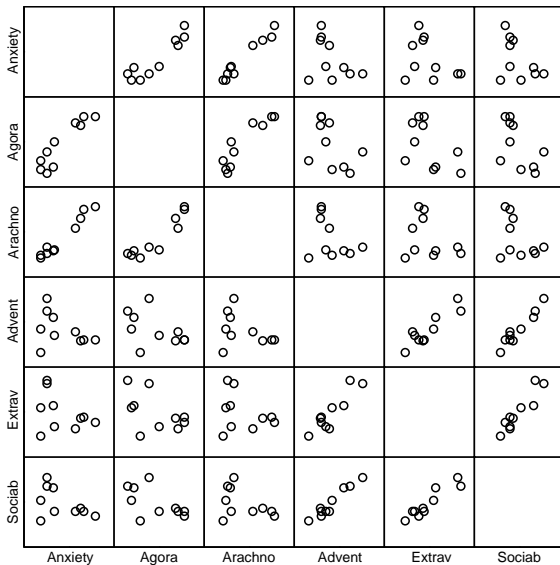 Anxiety
Agora
Arachno
Advent
Extrav
Sociab
Anxiety Agora Arachno Advent Extrav Sociab